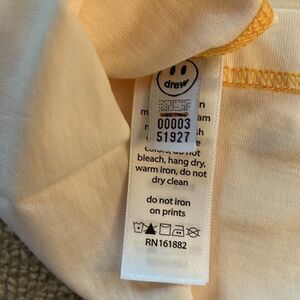 drew
00003
51927
colors, do not
bleach, hang dry,
warm iron, do not
dry clean
do not iron
on prints
RN161882